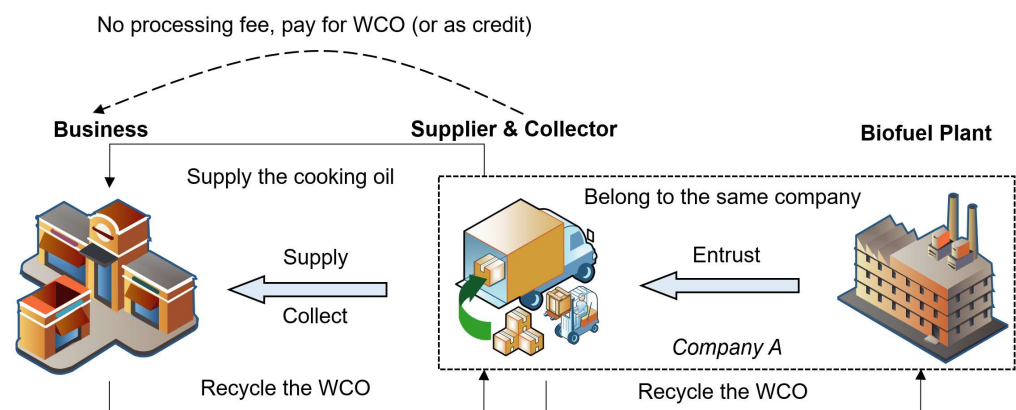 No processing fee, pay for WCO (or as credit)
Business
Supplier & Collector
Biofuel Plant
Supply the cooking oil
Belong to the same company
Supply
Entrust
Collect
Company A
Recycle the WCO
Recycle the WCO